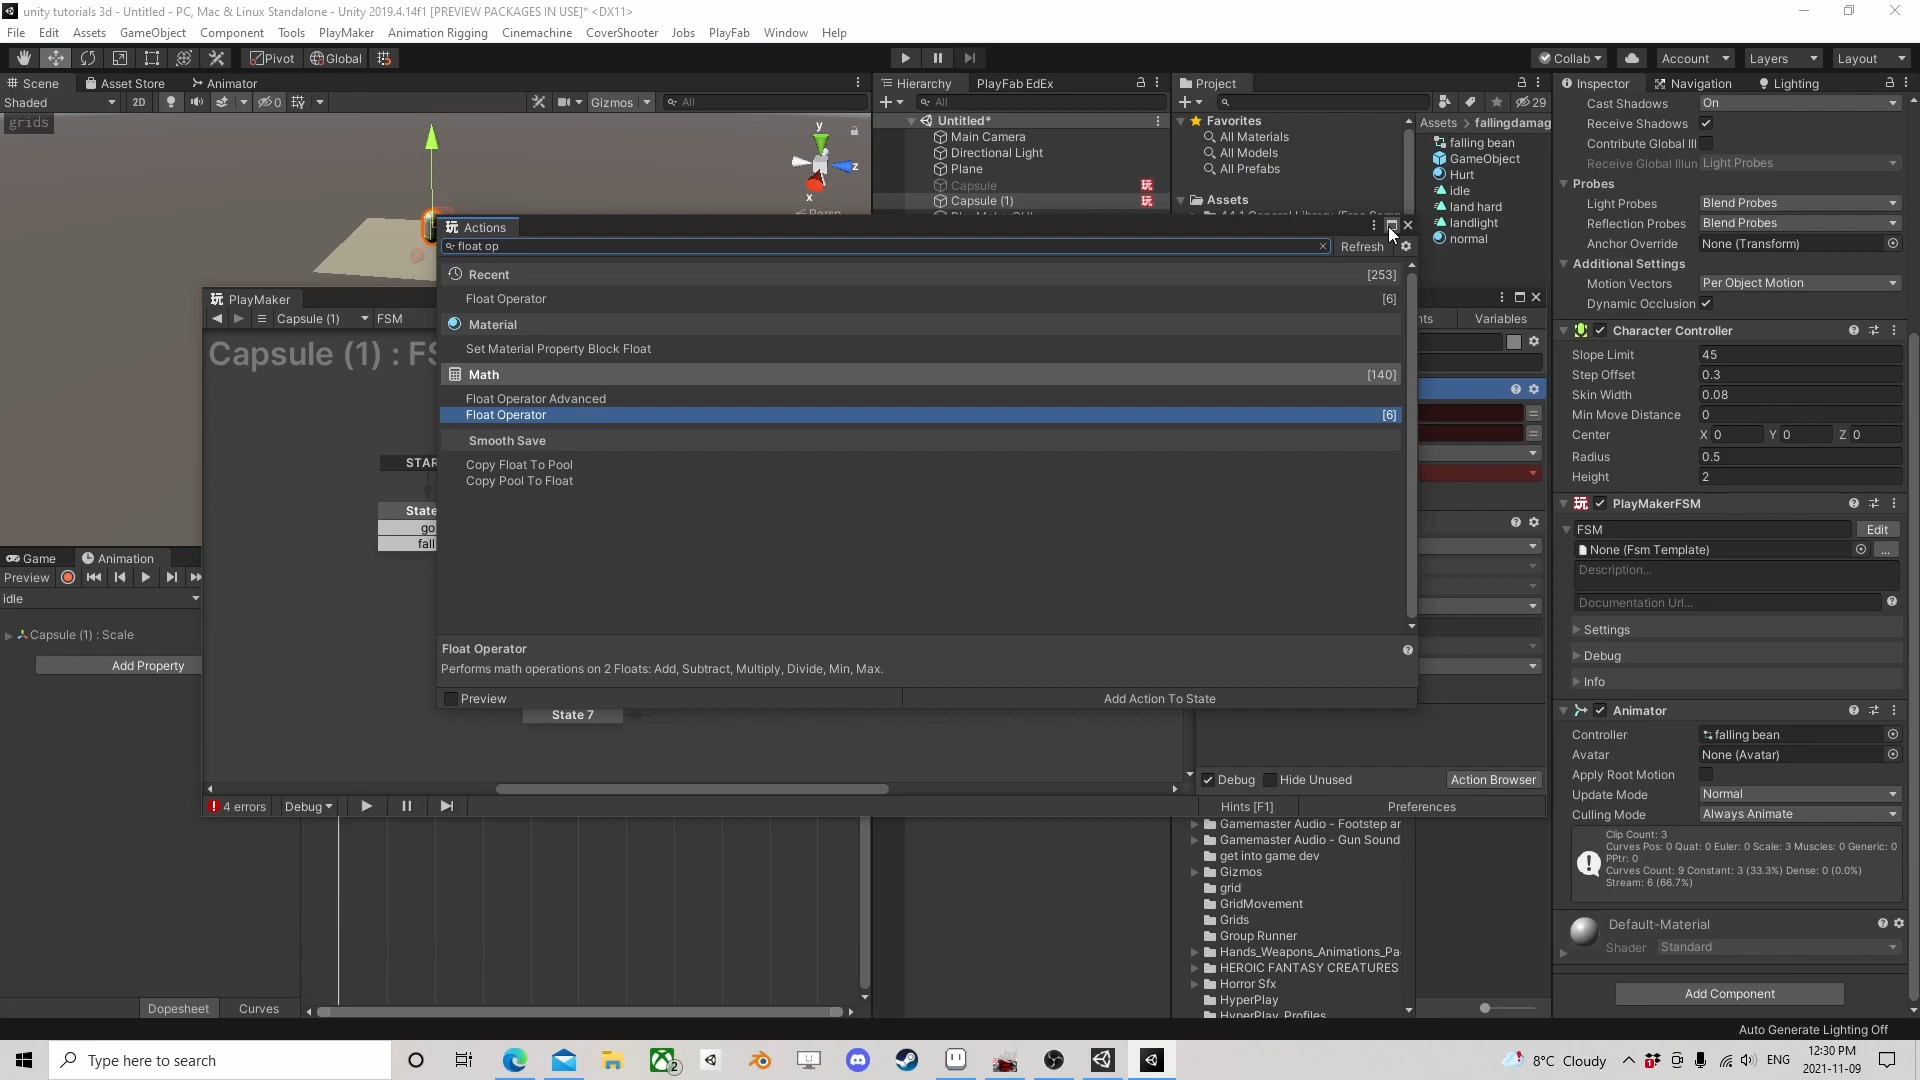 unity tutorials 3d - Untitled - PC, Mac & Linux Standalone - Unity 2019.4.14f1 [PREVIEW PACKAGES IN USE]* <DX11>
File Edit Assets GameObject Component Tools PlayMaker Animation Rigging Cinemachine CoverShooter Jobs PlayFab Window Help
Pivot Global Collab Account Layers Layout
Scene Asset Store Animator
Shaded 2D 0 Gizmos All
grids
y
z
x
Persp
Hierarchy PlayFab EdEx
All
Untitled*
Main Camera
Directional Light
Plane
Capsule
Capsule (1)
Project
29
Favorites
All Materials
All Models
All Prefabs
Assets
Assets > fallingdamag
falling bean
GameObject
Hurt
idle
land hard
landlight
normal
Actions
float op
Refresh
Recent [253]
Float Operator [6]
Material
Set Material Property Block Float
Math [140]
Float Operator Advanced
Float Operator [6]
Smooth Save
Copy Float To Pool
Copy Pool To Float
Float Operator
Performs math operations on 2 Floats: Add, Subtract, Multiply, Divide, Min, Max.
Preview Add Action To State
PlayMaker
Capsule (1) FSM
Capsule (1) : FS
STAR
State
go
fall
State 7
nts Variables
Debug Hide Unused Action Browser
4 errors Debug Hints [F1] Preferences
Game Animation
Preview
idle
Capsule (1) : Scale
Add Property
Dopesheet Curves
Gamemaster Audio - Footstep ar
Gamemaster Audio - Gun Sound
get into game dev
Gizmos
grid
GridMovement
Grids
Group Runner
Hands_Weapons_Animations_Pa
HEROIC FANTASY CREATURES
Horror Sfx
HyperPlay
HyperPlay_Profiles
Inspector Navigation Lighting
Cast Shadows On
Receive Shadows
Contribute Global Il
Receive Global Illun Light Probes
Probes
Light Probes Blend Probes
Reflection Probes Blend Probes
Anchor Override None (Transform)
Additional Settings
Motion Vectors Per Object Motion
Dynamic Occlusion
Character Controller
Slope Limit 45
Step Offset 0.3
Skin Width 0.08
Min Move Distance 0
Center X 0 Y 0 Z 0
Radius 0.5
Height 2
PlayMakerFSM
FSM Edit
None (Fsm Template) ...
Description...
Documentation Url...
Settings
Debug
Info
Animator
Controller falling bean
Avatar None (Avatar)
Apply Root Motion
Update Mode Normal
Culling Mode Always Animate
Clip Count: 3
Curves Pos: 0 Quat: 0 Euler: 0 Scale: 3 Muscles: 0 Generic: 0
PPtr: 0
Curves Count: 9 Constant: 3 (33.3%) Dense: 0 (0.0%)
Stream: 6 (66.7%)
Default-Material
Shader Standard
Add Component
Auto Generate Lighting Off
Type here to search
2
8°C Cloudy ENG 12:30 PM
2021-11-09